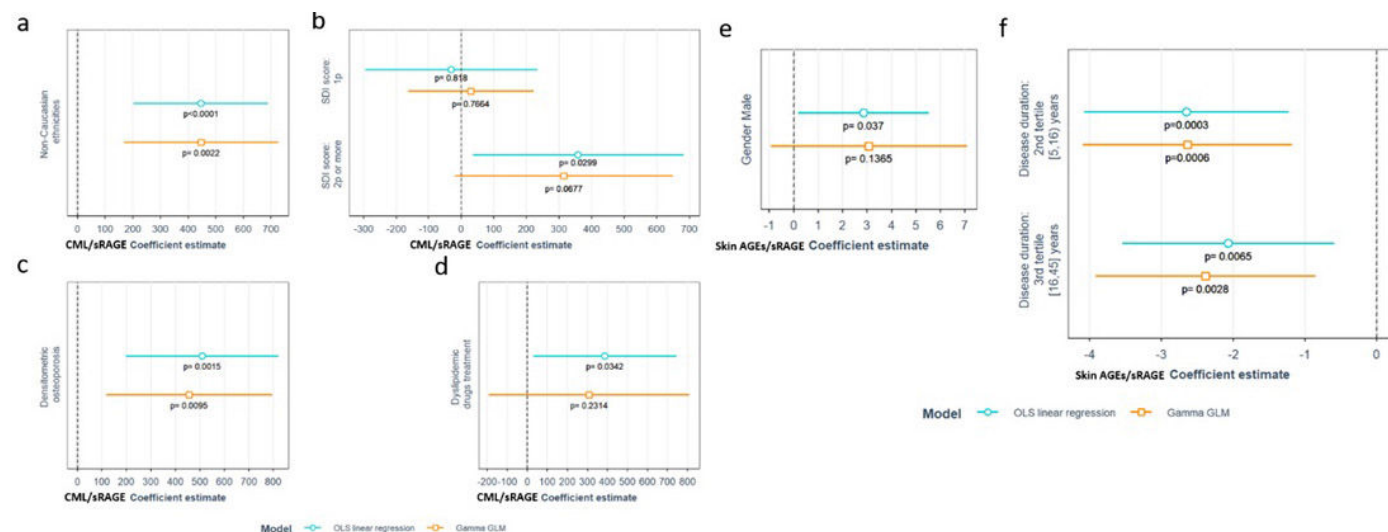 a
Non-Caucasian
ethnicities
p<0.0001
p= 0.0022
0 100 200 300 400 500 600 700
CML/sRAGE Coefficient estimate
b
SDI score:
1p
p= 0.818
p= 0.7664
SDI score:
2p or more
p= 0.0299
p= 0.0677
-300 -200 -100 0 100 200 300 400 500 600 700
CML/sRAGE Coefficient estimate
c
Densitometric
osteoporosis
p= 0.0015
p= 0.0095
0 100 200 300 400 500 600 700 800
CML/sRAGE Coefficient estimate
d
Dyslipidemic
drugs treatment
p= 0.0342
p= 0.2314
-200 -100 0 100 200 300 400 500 600 700 800
CML/sRAGE Coefficient estimate
Model OLS linear regression Gamma GLM
e
Gender Male
p= 0.037
p= 0.1365
-1 0 1 2 3 4 5 6 7
Skin AGEs/sRAGE Coefficient estimate
f
Disease duration:
2nd tertile
[5,16) years
p=0.0003
p=0.0006
Disease duration:
3rd tertile
[16,45] years
p= 0.0065
p= 0.0028
-4 -3 -2 -1 0
Skin AGEs/sRAGE Coefficient estimate
Model OLS linear regression Gamma GLM